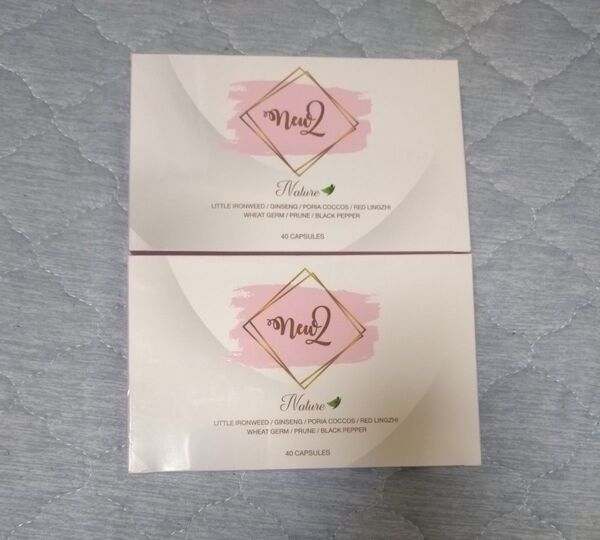 new2
Nature
LITTLE IRONWEED / GINSENG / PORIA COCCOS / RED LINGZHI
WHEAT GERM / PRUNE / BLACK PEPPER
40 CAPSULES
new2
Nature
LITTLE IRONWEED / GINSENG / PORIA COCCOS / RED LINGZHI
WHEAT GERM / PRUNE / BLACK PEPPER
40 CAPSULES